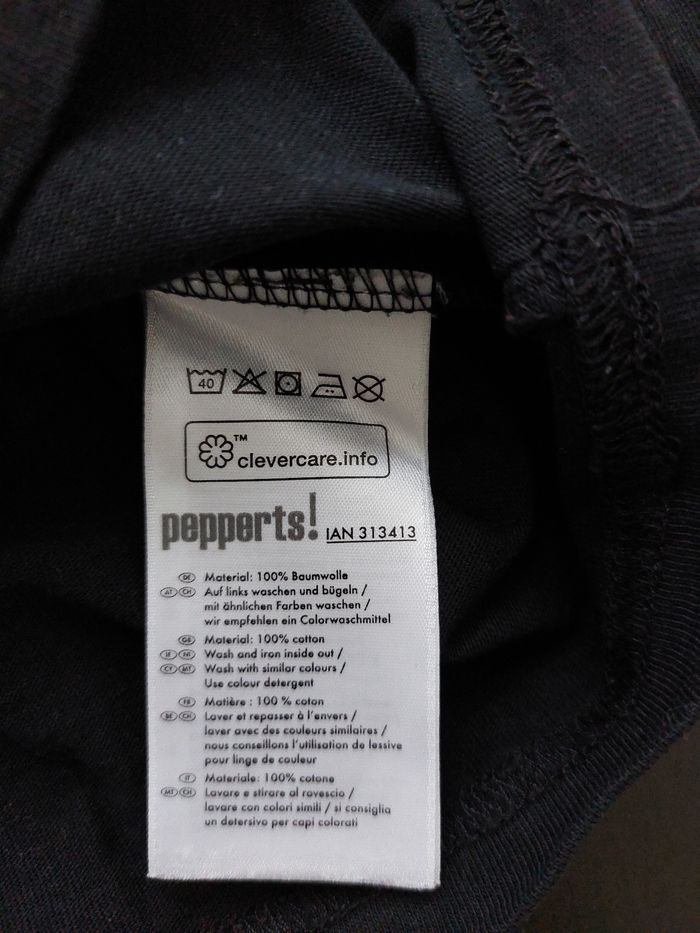 40
clevercare.info™
pepperts! IAN 313413
DE Material: 100% Baumwolle
AT CH Auf links waschen und bügeln /
mit ähnlichen Farben waschen /
wir empfehlen ein Colorwaschmittel
GB Material: 100% cotton
IE NI Wash and iron inside out /
CY MT Wash with similar colours /
Use colour detergent
FR Matière : 100 % coton
BE CH Laver et repasser à l'envers /
laver avec des couleurs similaires /
nous conseillons l'utilisation de lessive
pour linge de couleur
IT Materiale: 100% cotone
MT CH Lavare e stirare al rovescio /
lavare con colori simili / si consiglia
un detersivo per capi colorati